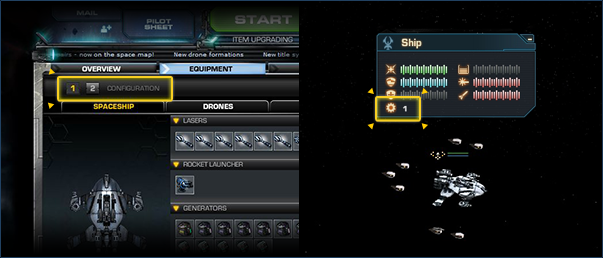 MAIL
PILOT
SHEET
START
ITEM UPGRADING
ers - now on the space map!
New drone formations
New title sy
OVERVIEW
EQUIPMENT
1
2
CONFIGURATION
SPACESHIP
DRONES
LASERS
ROCKET LAUNCHER
GENERATORS
Ship
1